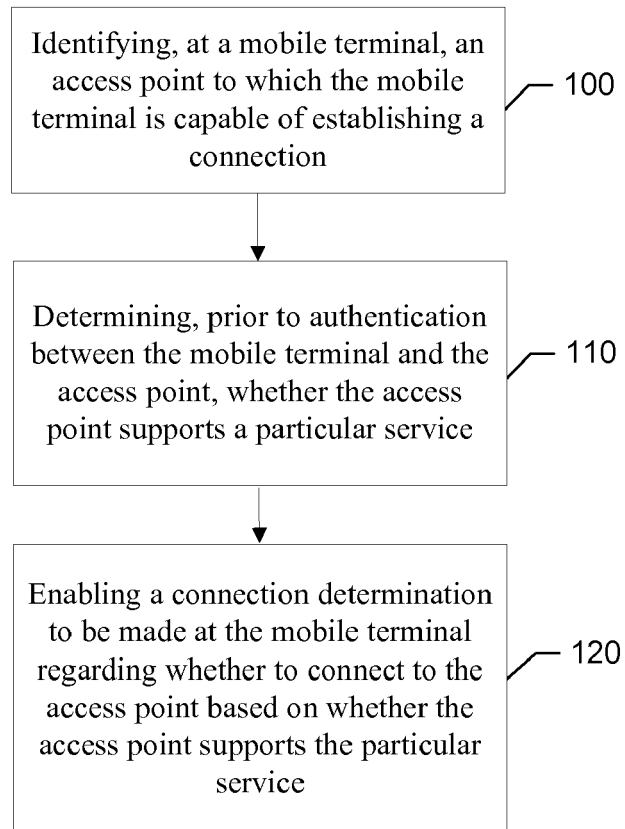 Identifying, at a mobile terminal, an
access point to which the mobile
terminal is capable of establishing a
connection
100
Determining, prior to authentication
between the mobile terminal and the
access point, whether the access
point supports a particular service
110
Enabling a connection determination
to be made at the mobile terminal
regarding whether to connect to the
access point based on whether the
access point supports the particular
service
120